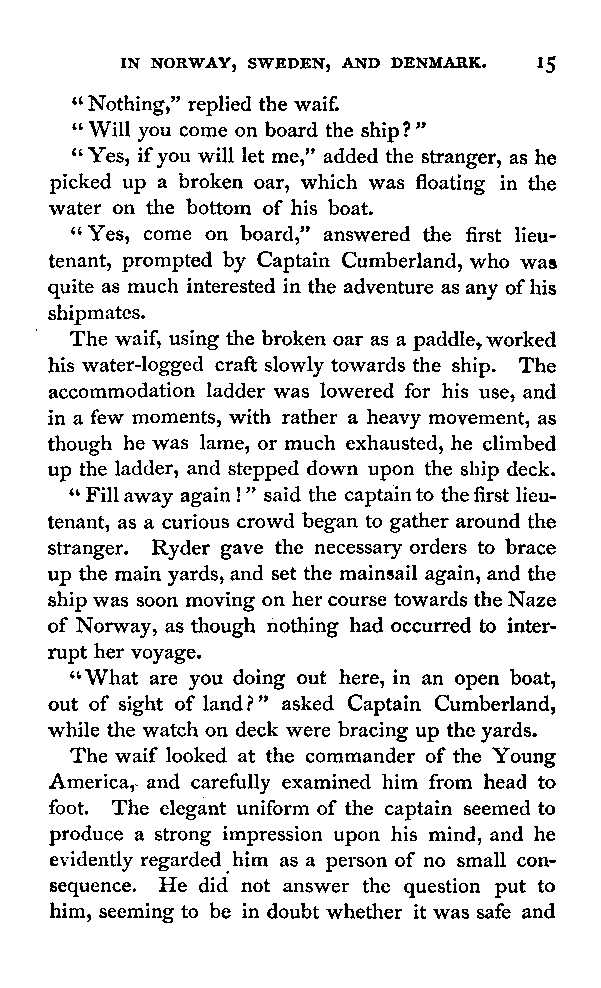 IN NORWAY, SWEDEN, AND DENMARK. 15
"Nothing," replied the waif.
"Will you come on board the ship?"
"Yes, if you will let me," added the stranger, as he
picked up a broken oar, which was floating in the
water on the bottom of his boat.
"Yes, come on board," answered the first lieu-
tenant, prompted by Captain Cumberland, who was
quite as much interested in the adventure as any of his
shipmates.
The waif, using the broken oar as a paddle, worked
his water-logged craft slowly towards the ship. The
accommodation ladder was lowered for his use, and
in a few moments, with rather a heavy movement, as
though he was lame, or much exhausted, he climbed
up the ladder, and stepped down upon the ship deck.
"Fill away again!" said the captain to the first lieu-
tenant, as a curious crowd began to gather around the
stranger. Ryder gave the necessary orders to brace
up the main yards, and set the mainsail again, and the
ship was soon moving on her course towards the Naze
of Norway, as though nothing had occurred to inter-
rupt her voyage.
"What are you doing out here, in an open boat,
out of sight of land?" asked Captain Cumberland,
while the watch on deck were bracing up the yards.
The waif looked at the commander of the Young
America, and carefully examined him from head to
foot. The elegant uniform of the captain seemed to
produce a strong impression upon his mind, and he
evidently regarded him as a person of no small con-
sequence. He did not answer the question put to
him, seeming to be in doubt whether it was safe and